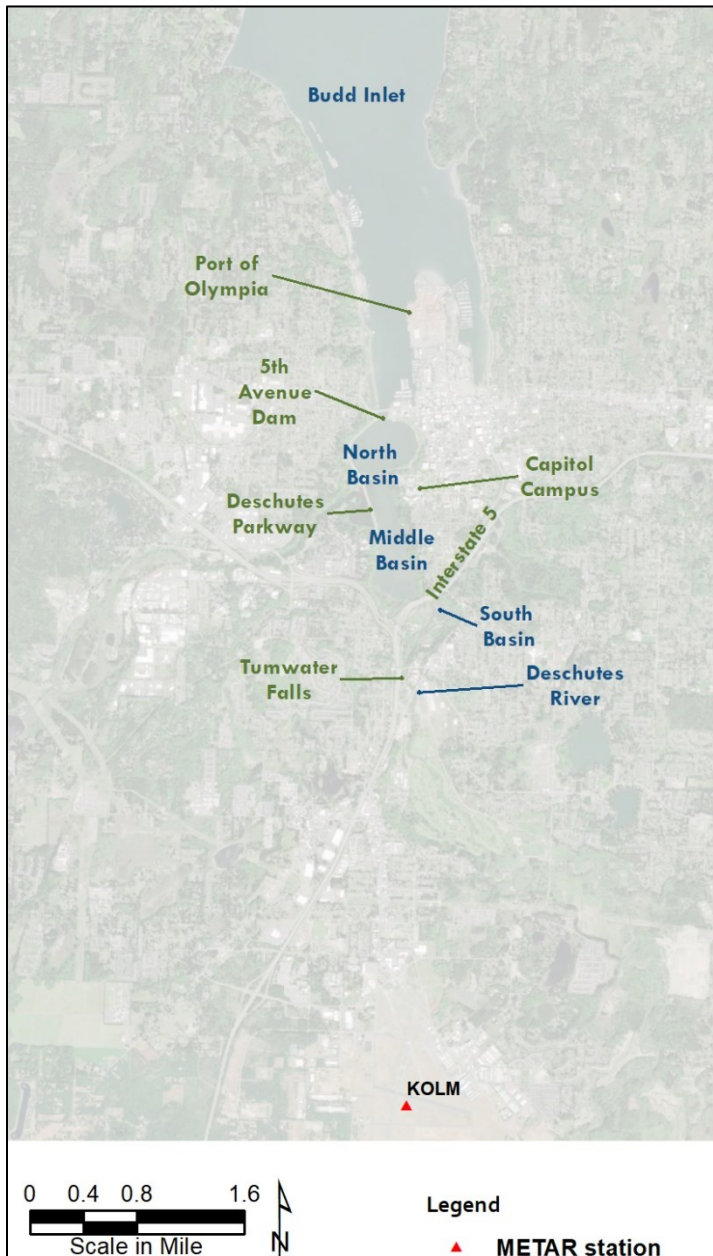 Budd Inlet
Port of
Olympia
5th
Avenue
Dam
North
Basin
Capitol
Campus
Deschutes
Parkway
Middle
Basin
Interstate 5
South
Basin
Tumwater
Falls
Deschutes
River
KOLM
0 0.4 0.8 1.6
Scale in Mile
N
Legend
METAR station